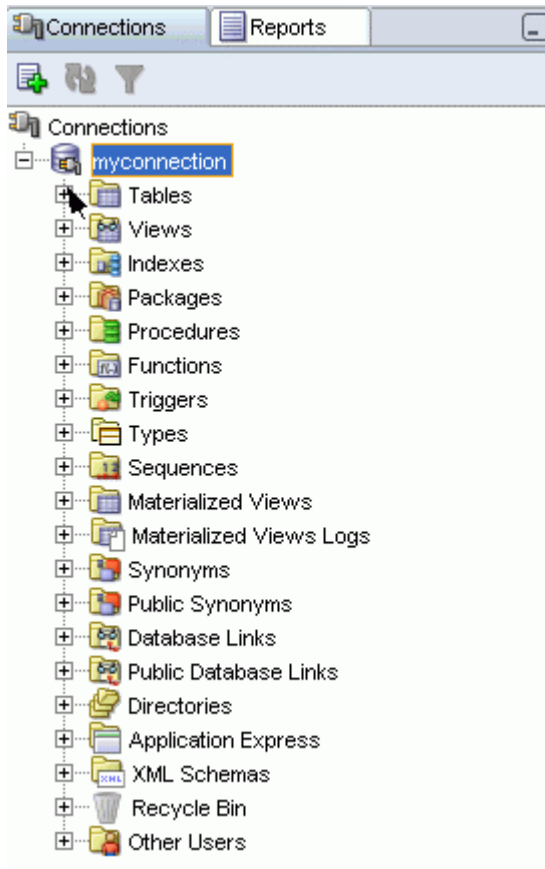 Connections Reports
Connections
myconnection
Tables
Views
Indexes
Packages
Procedures
Functions
Triggers
Types
Sequences
Materialized Views
Materialized Views Logs
Synonyms
Public Synonyms
Database Links
Public Database Links
Directories
Application Express
XML Schemas
Recycle Bin
Other Users